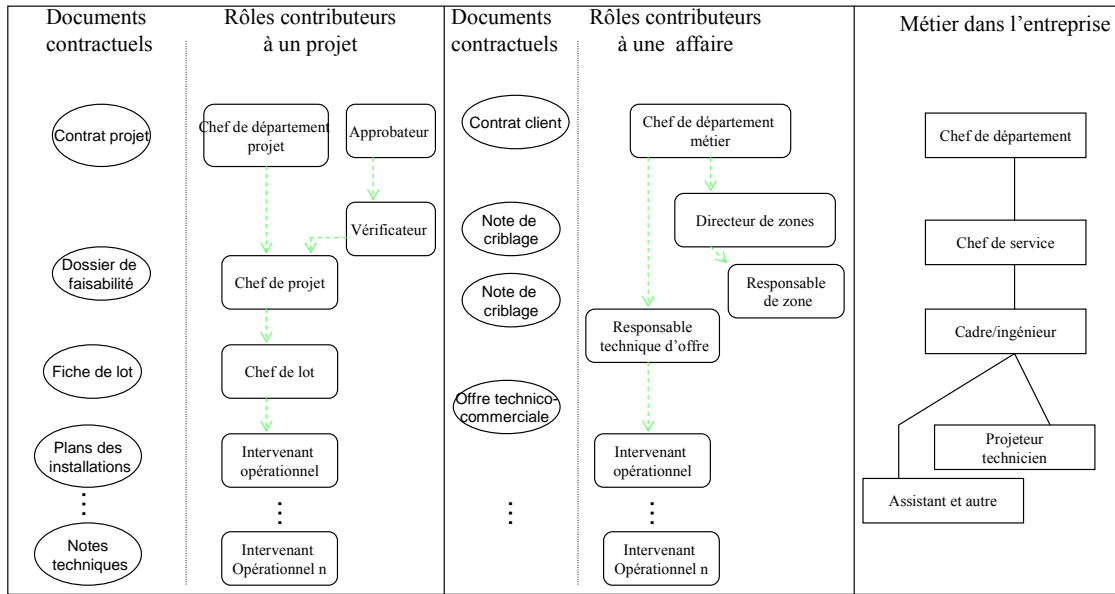 Documents
contractuels
Rôles contributeurs
à un projet
Documents
contractuels
Rôles contributeurs
à une affaire
Métier dans l’entreprise
Contrat projet
Chef de département
projet
Approbateur
Vérificateur
Dossier de
faisabilité
Chef de projet
Fiche de lot
Chef de lot
Plans des
installations
Intervenant
opérationnel
Notes
techniques
Intervenant
Opérationnel n
Contrat client
Chef de département
métier
Note de
criblage
Directeur de zones
Note de
criblage
Responsable
de zone
Responsable
technique d’offre
Offre technico-
commerciale
Intervenant
opérationnel
Intervenant
Opérationnel n
Chef de département
Chef de service
Cadre/ingénieur
Projeteur
technicien
Assistant et autre